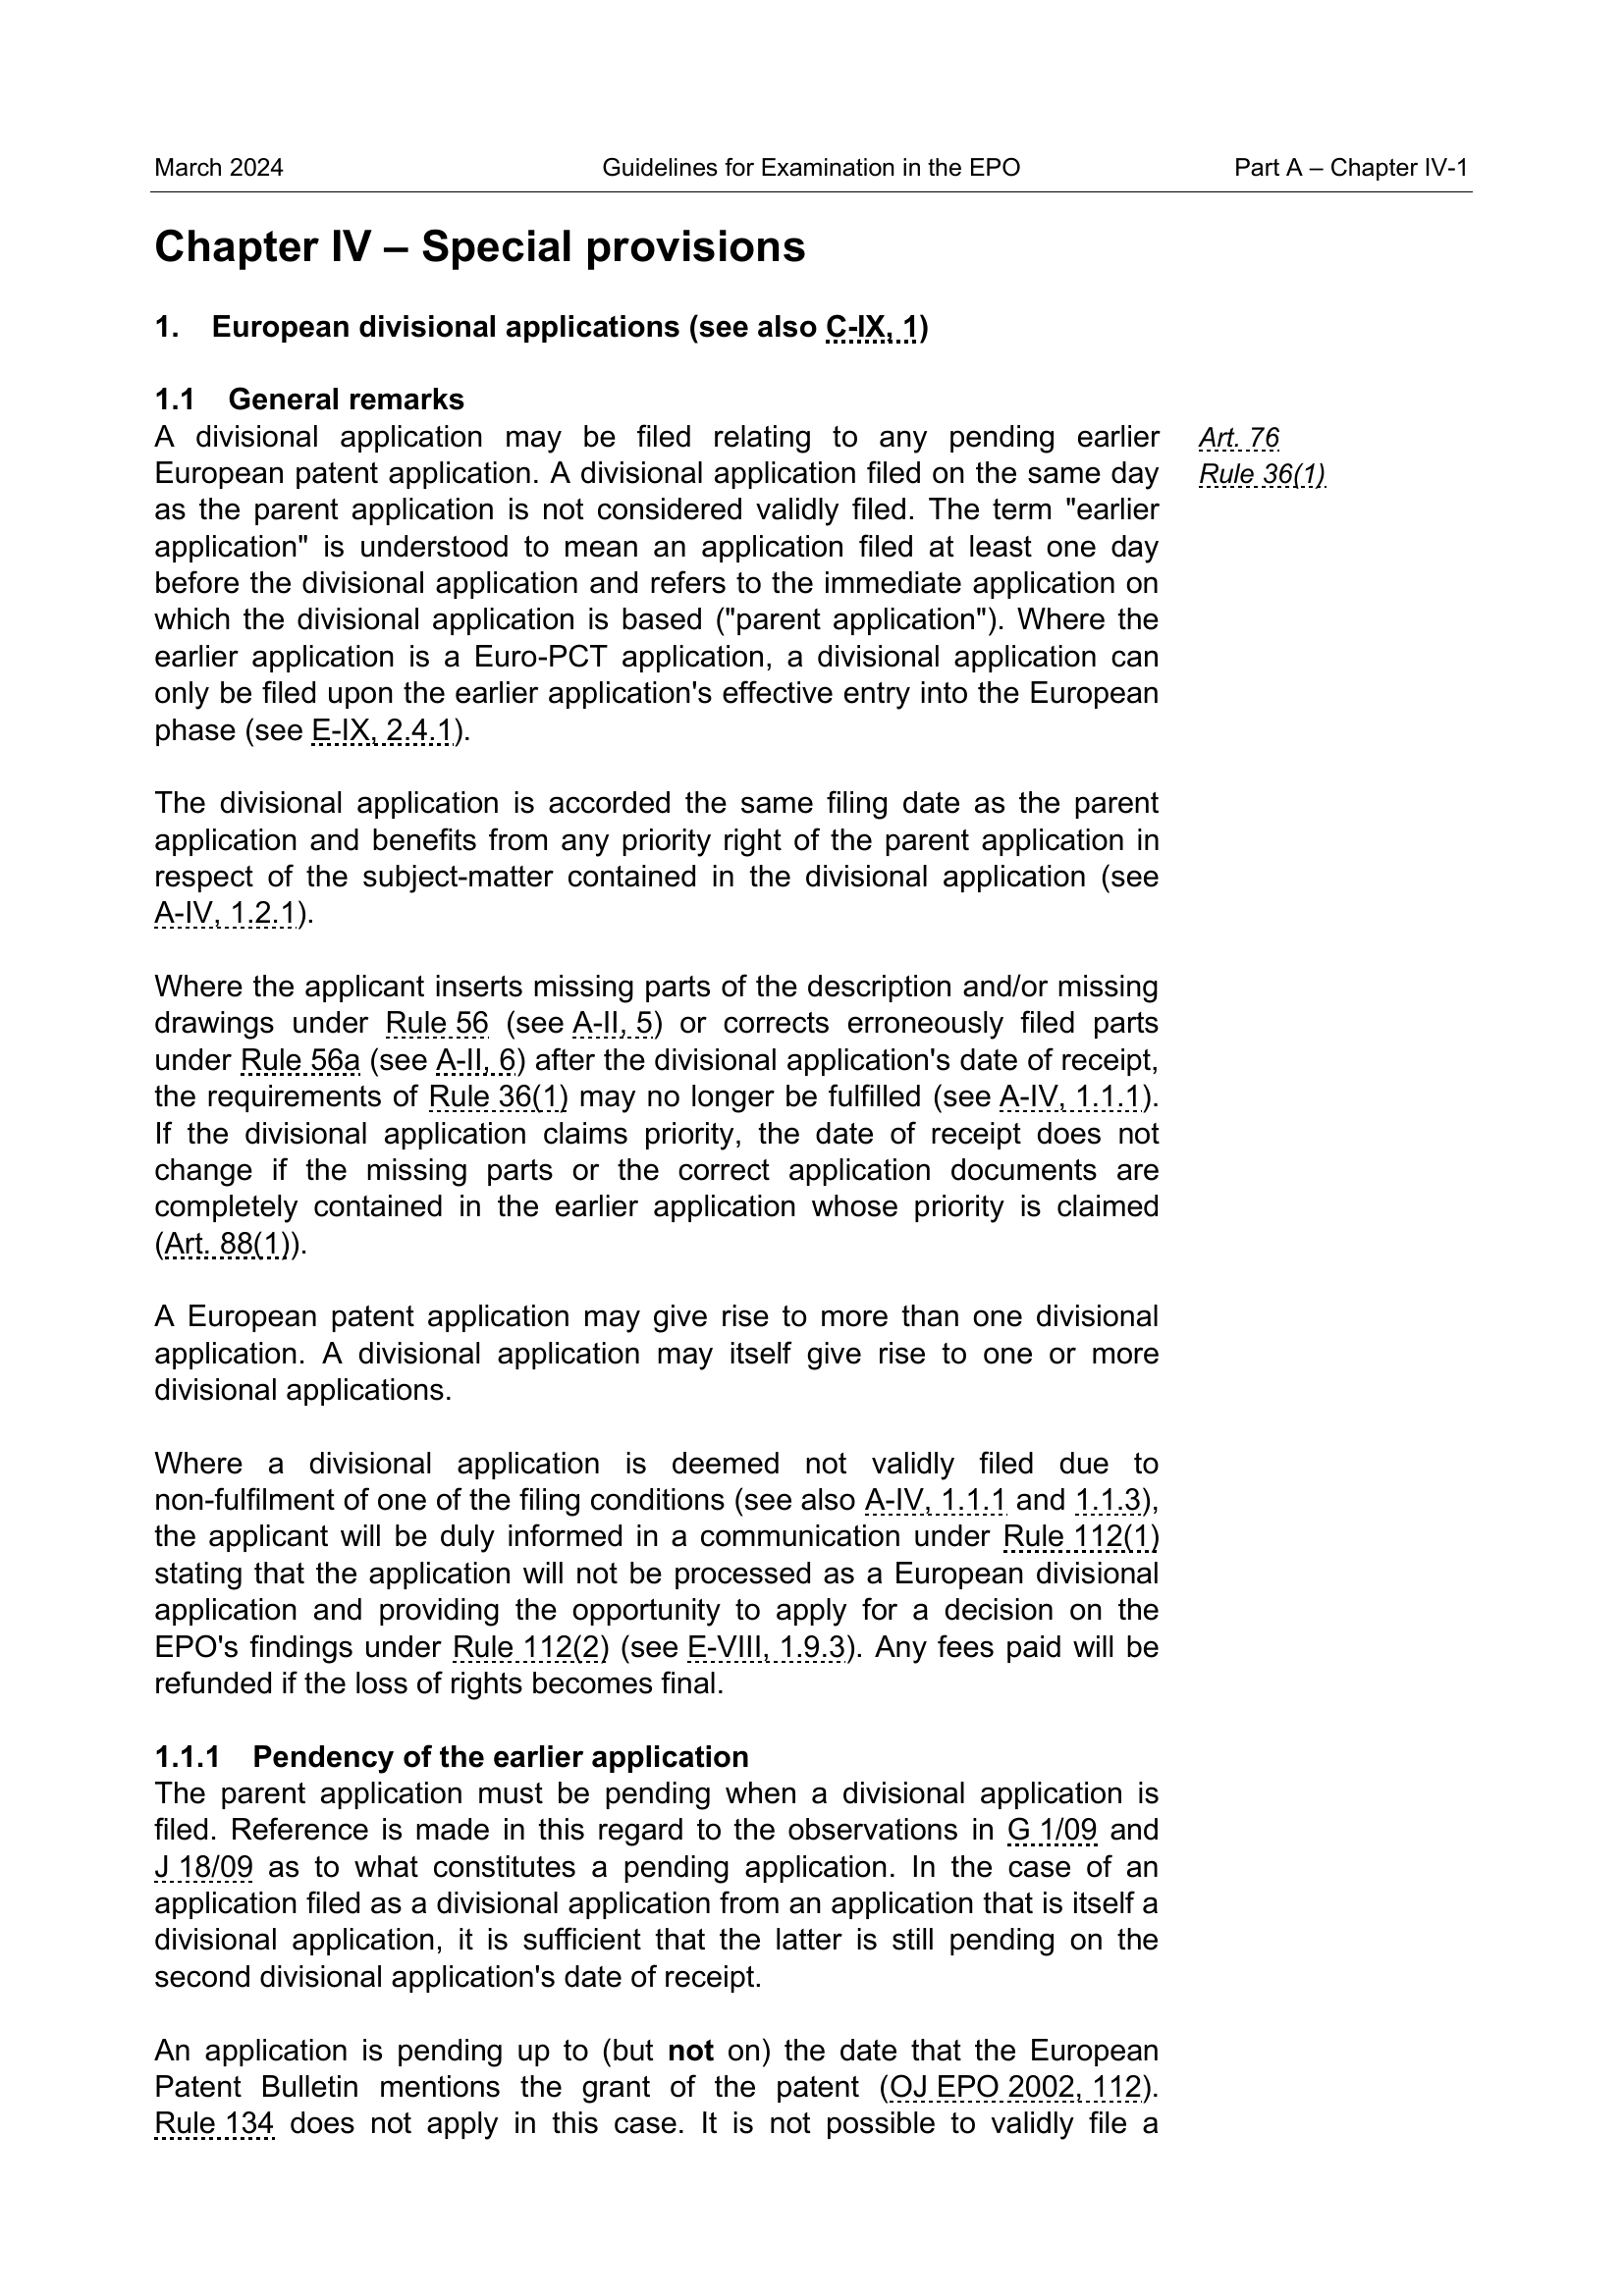 March 2024 Guidelines for Examination in the EPO Part A – Chapter IV-1
Chapter IV – Special provisions
1. European divisional applications (see also C-IX, 1)
1.1 General remarks
A divisional application may be filed relating to any pending earlier
Art. 76
European patent application. A divisional application filed on the same day
Rule 36(1)
as the parent application is not considered validly filed. The term "earlier
application" is understood to mean an application filed at least one day
before the divisional application and refers to the immediate application on
which the divisional application is based ("parent application"). Where the
earlier application is a Euro-PCT application, a divisional application can
only be filed upon the earlier application's effective entry into the European
phase (see E-IX, 2.4.1).
The divisional application is accorded the same filing date as the parent
application and benefits from any priority right of the parent application in
respect of the subject-matter contained in the divisional application (see
A-IV, 1.2.1).
Where the applicant inserts missing parts of the description and/or missing
drawings under Rule 56 (see A-II, 5) or corrects erroneously filed parts
under Rule 56a (see A-II, 6) after the divisional application's date of receipt,
the requirements of Rule 36(1) may no longer be fulfilled (see A-IV, 1.1.1).
If the divisional application claims priority, the date of receipt does not
change if the missing parts or the correct application documents are
completely contained in the earlier application whose priority is claimed
(Art. 88(1)).
A European patent application may give rise to more than one divisional
application. A divisional application may itself give rise to one or more
divisional applications.
Where a divisional application is deemed not validly filed due to
non-fulfilment of one of the filing conditions (see also A-IV, 1.1.1 and 1.1.3),
the applicant will be duly informed in a communication under Rule 112(1)
stating that the application will not be processed as a European divisional
application and providing the opportunity to apply for a decision on the
EPO's findings under Rule 112(2) (see E-VIII, 1.9.3). Any fees paid will be
refunded if the loss of rights becomes final.
1.1.1 Pendency of the earlier application
The parent application must be pending when a divisional application is
filed. Reference is made in this regard to the observations in G 1/09 and
J 18/09 as to what constitutes a pending application. In the case of an
application filed as a divisional application from an application that is itself a
divisional application, it is sufficient that the latter is still pending on the
second divisional application's date of receipt.
An application is pending up to (but not on) the date that the European
Patent Bulletin mentions the grant of the patent (OJ EPO 2002, 112).
Rule 134 does not apply in this case. It is not possible to validly file a